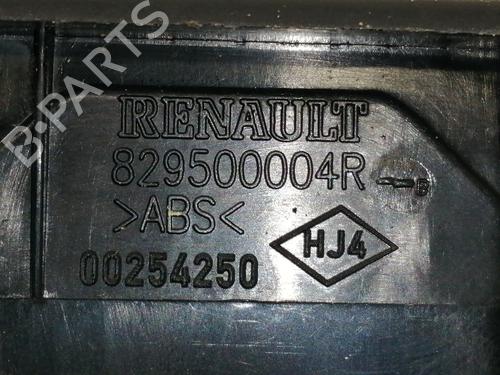 B-PARTS
RENAULT
829500004R -- B
>ABS<
HJ4
00254250